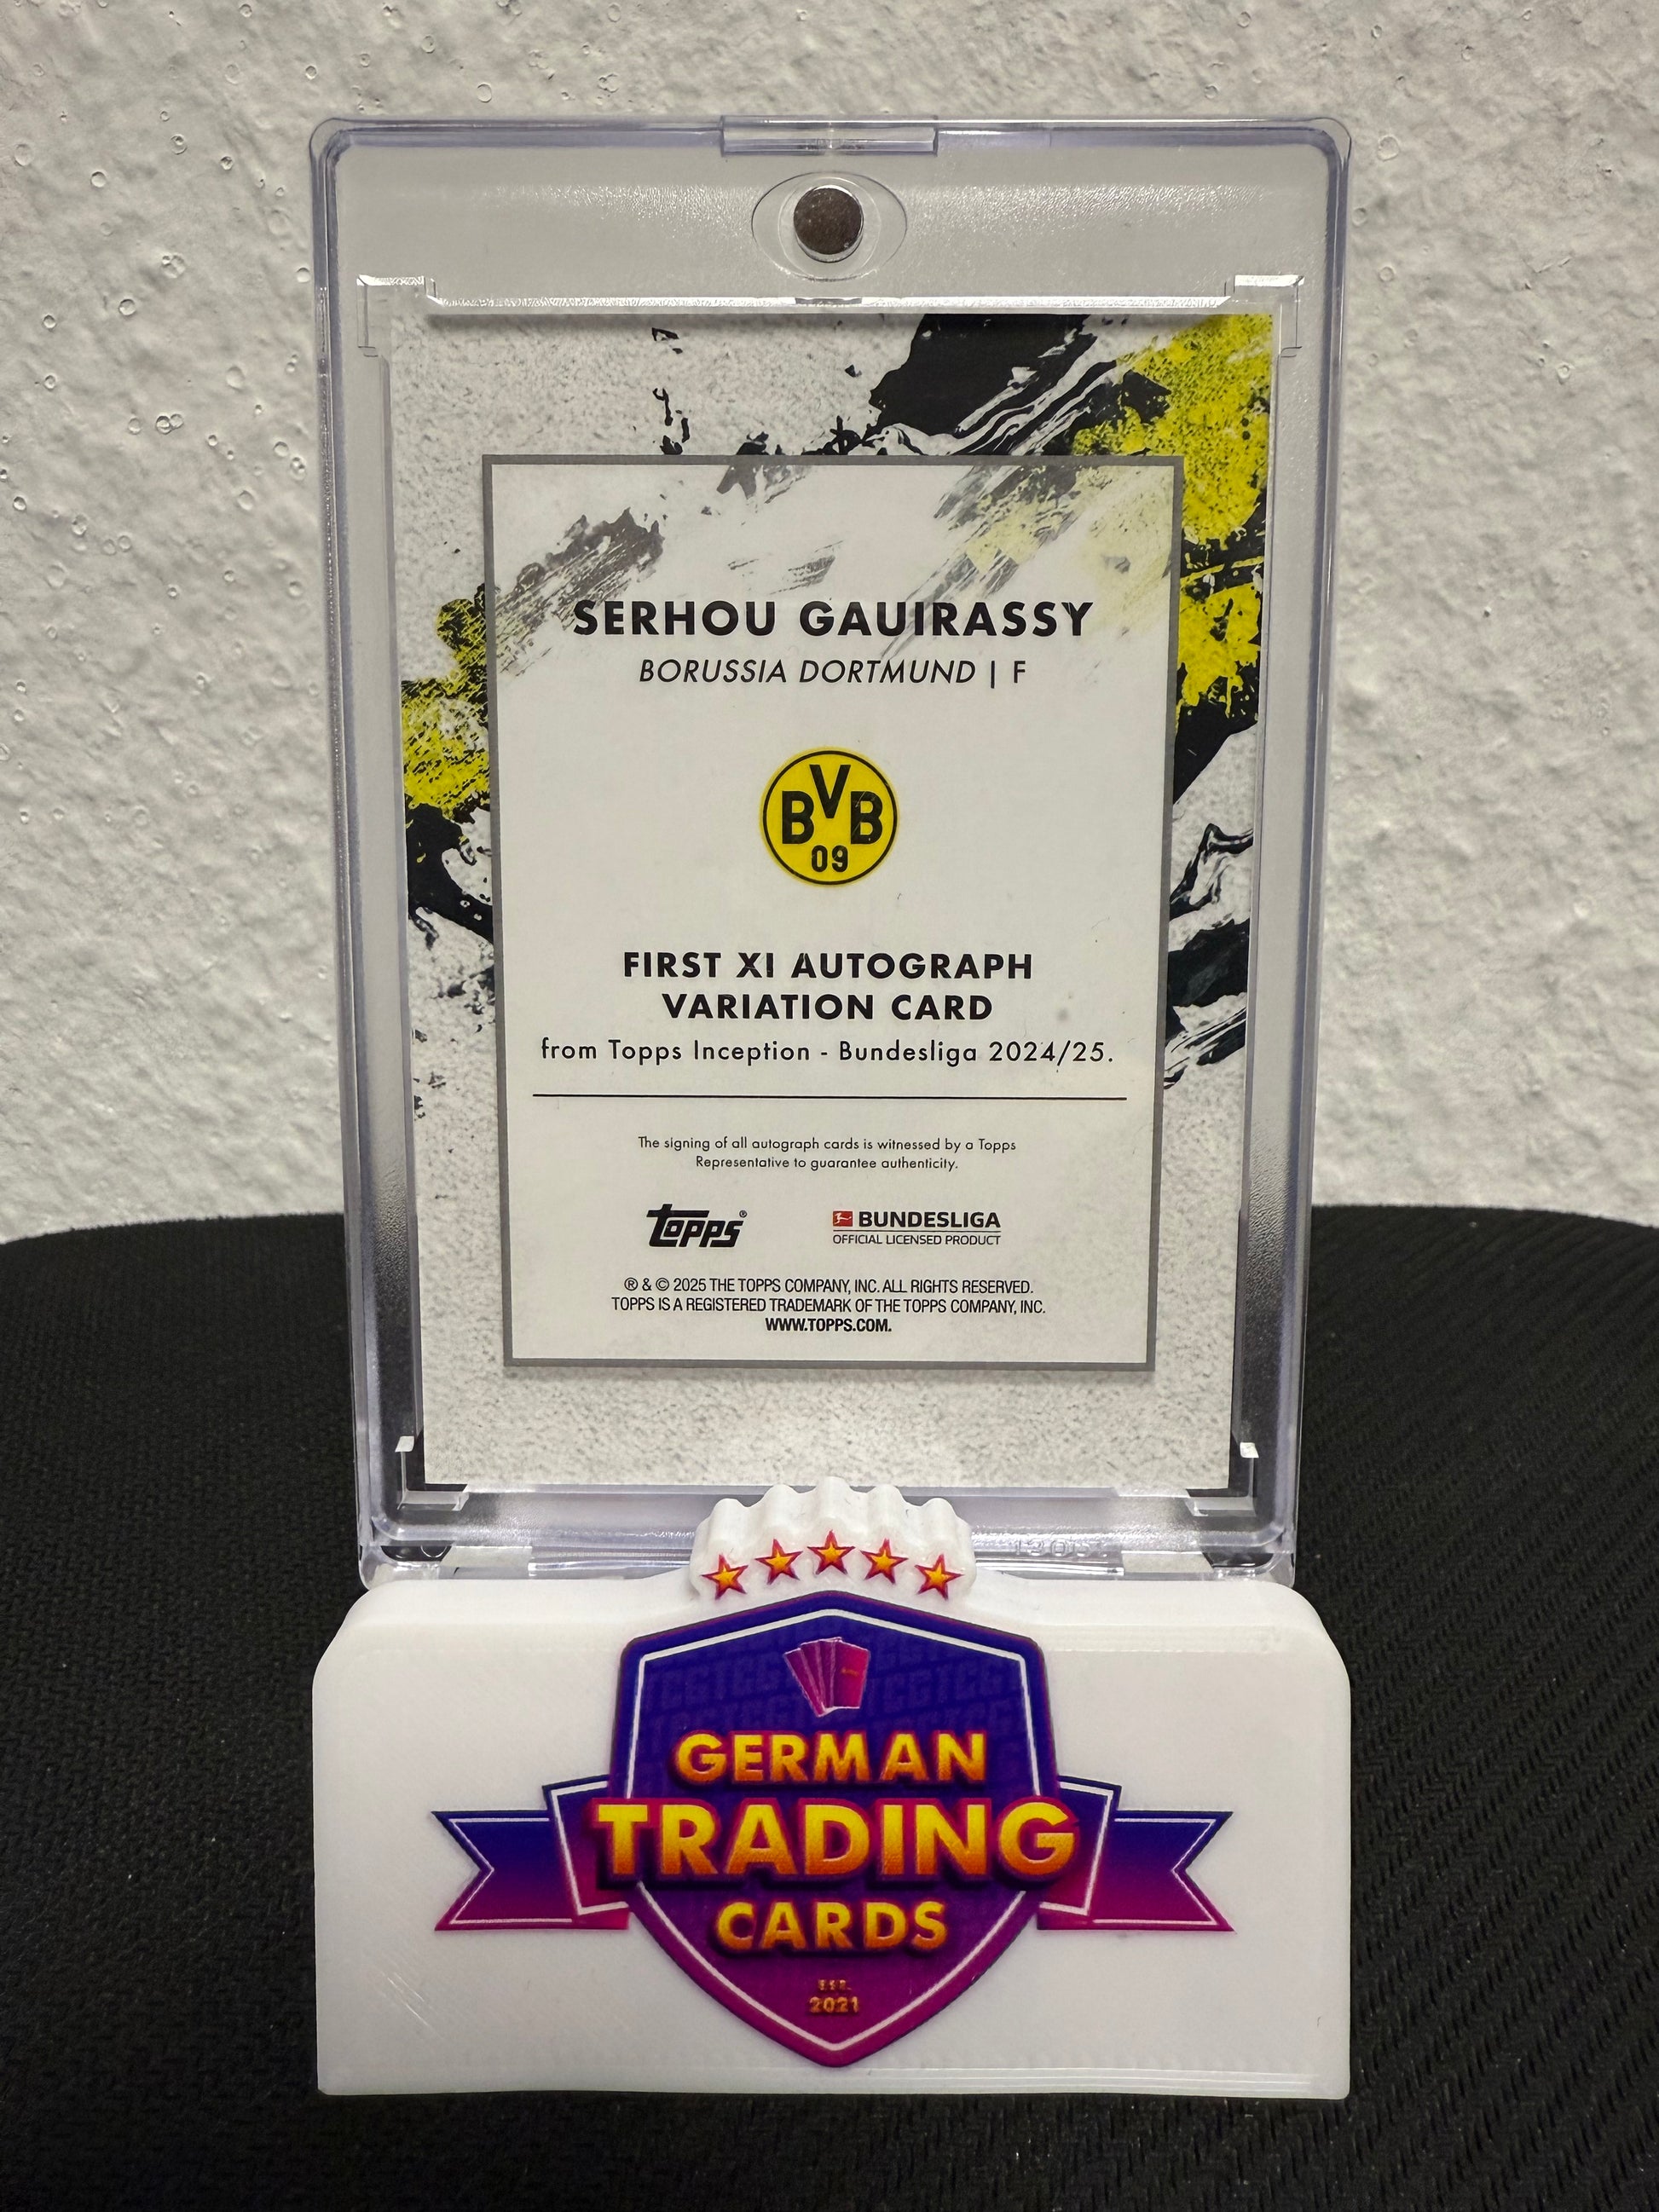 SERHOU GAUIRASSY
BORUSSIA DORTMUND | F
BVB
09
FIRST XI AUTOGRAPH
VARIATION CARD
from Topps Inception - Bundesliga 2024/25.
The signing of all autograph cards is witnessed by a Topps
Representative to guarantee authenticity.
Topps®
BUNDESLIGA
OFFICIAL LICENSED PRODUCT
® & © 2025 THE TOPPS COMPANY, INC. ALL RIGHTS RESERVED.
TOPPS IS A REGISTERED TRADEMARK OF THE TOPPS COMPANY, INC.
WWW.TOPPS.COM.
GERMAN
TRADING
CARDS
EST.
2021